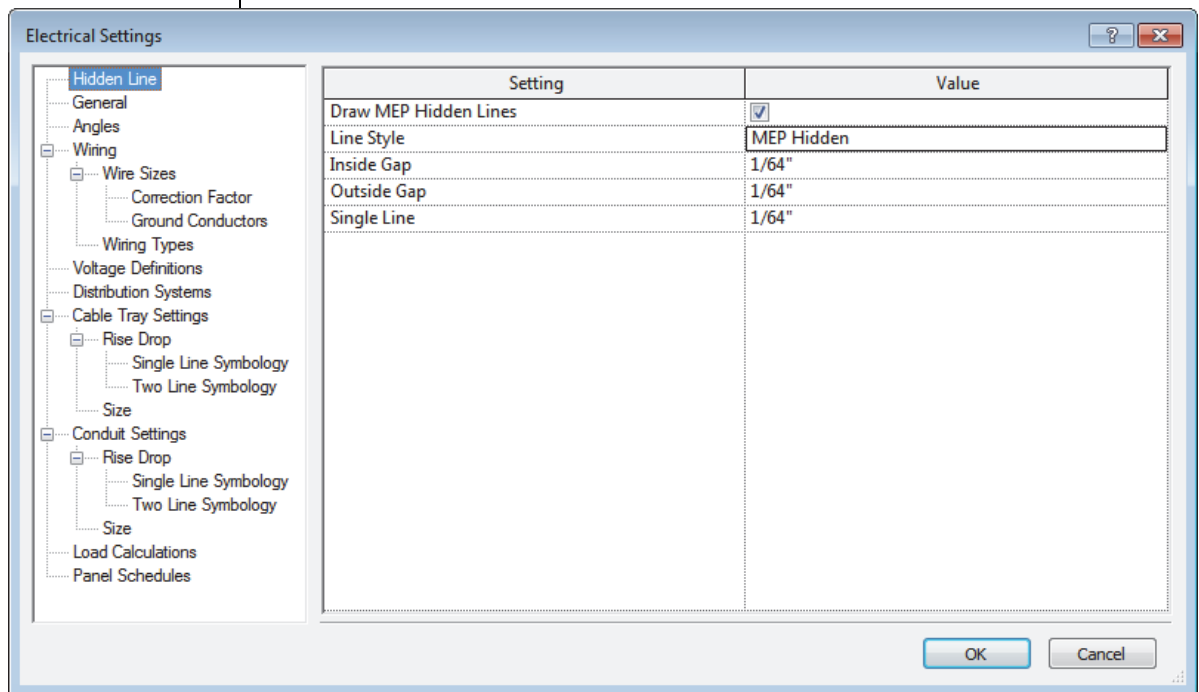 Electrical Settings
Hidden Line
General
Angles
Wiring
Wire Sizes
Correction Factor
Ground Conductors
Wiring Types
Voltage Definitions
Distribution Systems
Cable Tray Settings
Rise Drop
Single Line Symbology
Two Line Symbology
Size
Conduit Settings
Rise Drop
Single Line Symbology
Two Line Symbology
Size
Load Calculations
Panel Schedules
Setting Value
Draw MEP Hidden Lines
Line Style MEP Hidden
Inside Gap 1/64"
Outside Gap 1/64"
Single Line 1/64"
OK Cancel